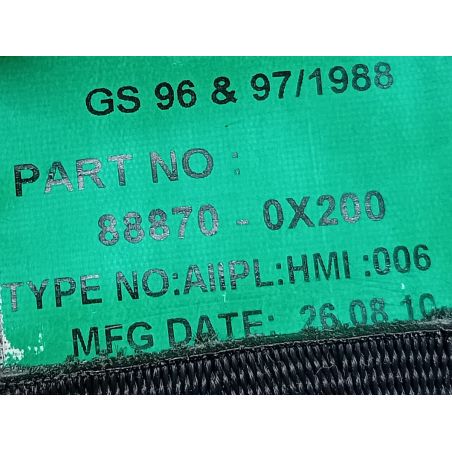 GS 96 & 97/1988
PART NO :
88870 - 0X200
TYPE NO:AIIPL:HMI :006
MFG DATE: 26.08.10